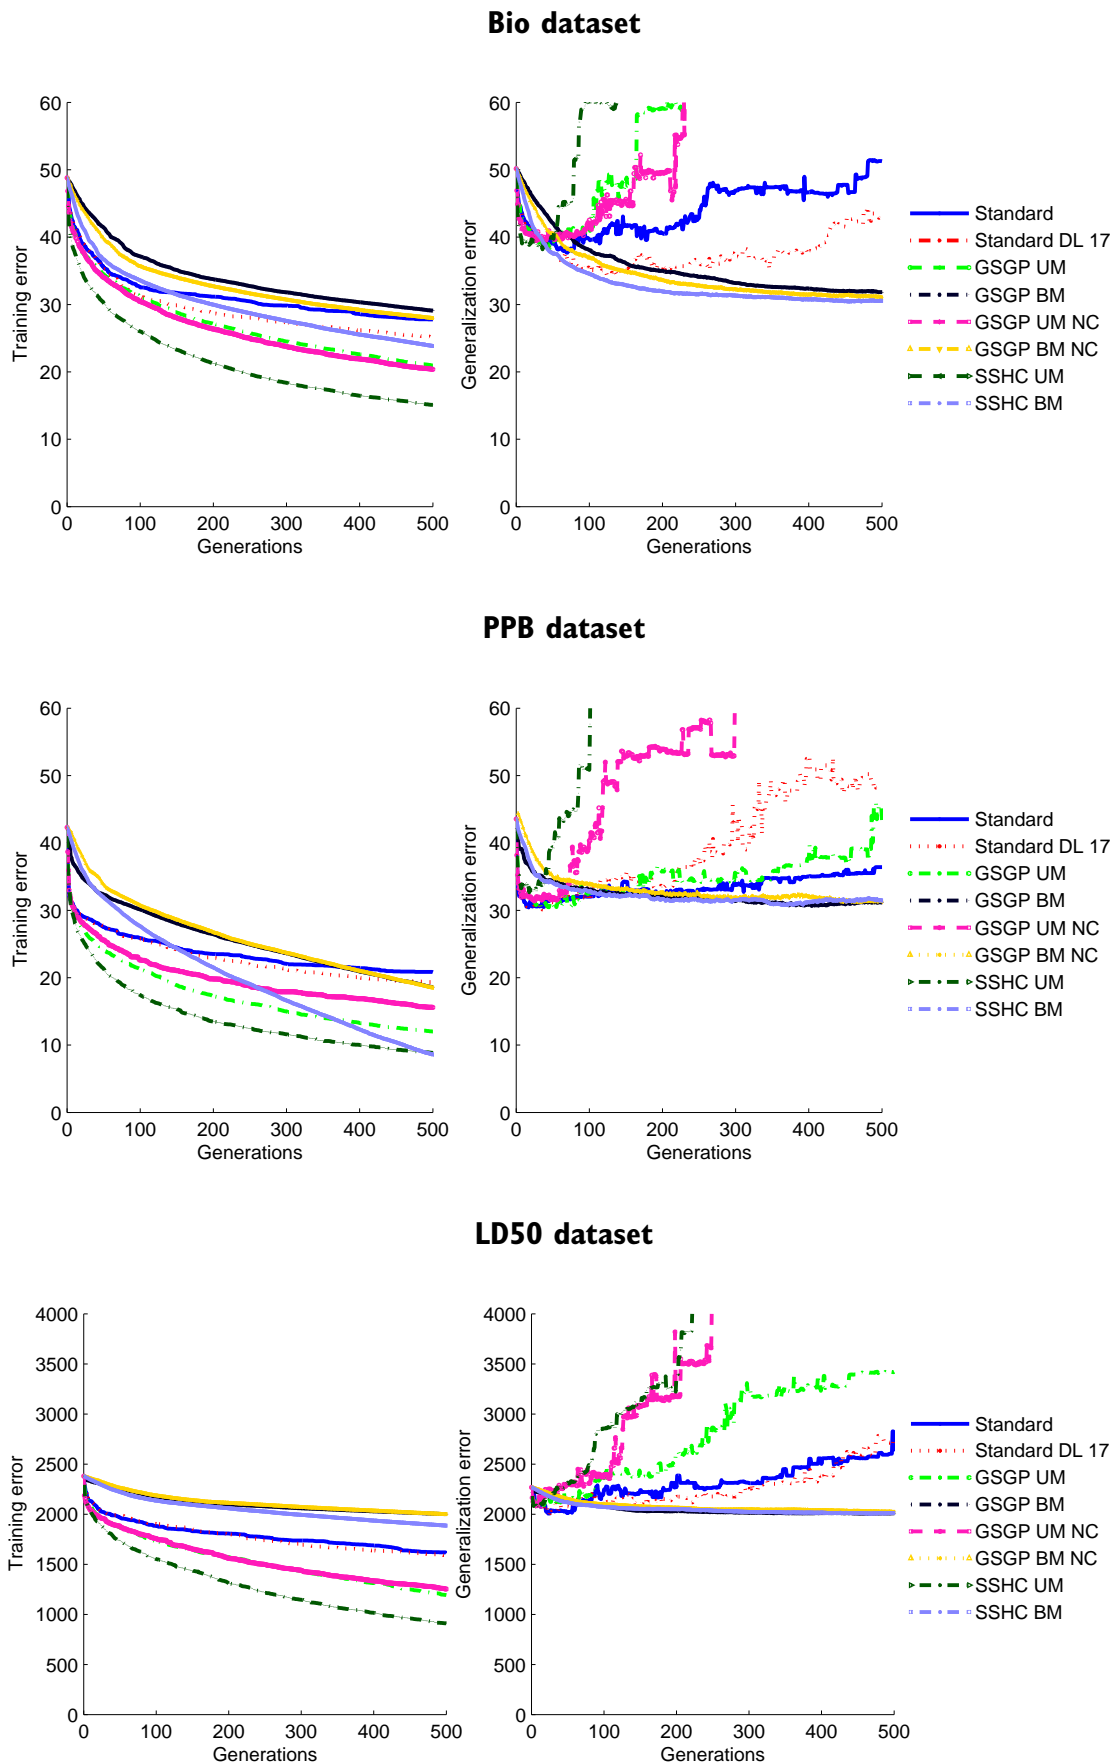 Bio dataset
Training error
60
50
40
30
20
10
0
0 100 200 300 400 500
Generations
Generalization error
60
50
40
30
20
10
0
0 100 200 300 400 500
Generations
Standard
Standard DL 17
GSGP UM
GSGP BM
GSGP UM NC
GSGP BM NC
SSHC UM
SSHC BM
PPB dataset
Training error
60
50
40
30
20
10
0
0 100 200 300 400 500
Generations
Generalization error
60
50
40
30
20
10
0
0 100 200 300 400 500
Generations
Standard
Standard DL 17
GSGP UM
GSGP BM
GSGP UM NC
GSGP BM NC
SSHC UM
SSHC BM
LD50 dataset
Training error
4000
3500
3000
2500
2000
1500
1000
500
0
0 100 200 300 400 500
Generations
Generalization error
4000
3500
3000
2500
2000
1500
1000
500
0
0 100 200 300 400 500
Generations
Standard
Standard DL 17
GSGP UM
GSGP BM
GSGP UM NC
GSGP BM NC
SSHC UM
SSHC BM